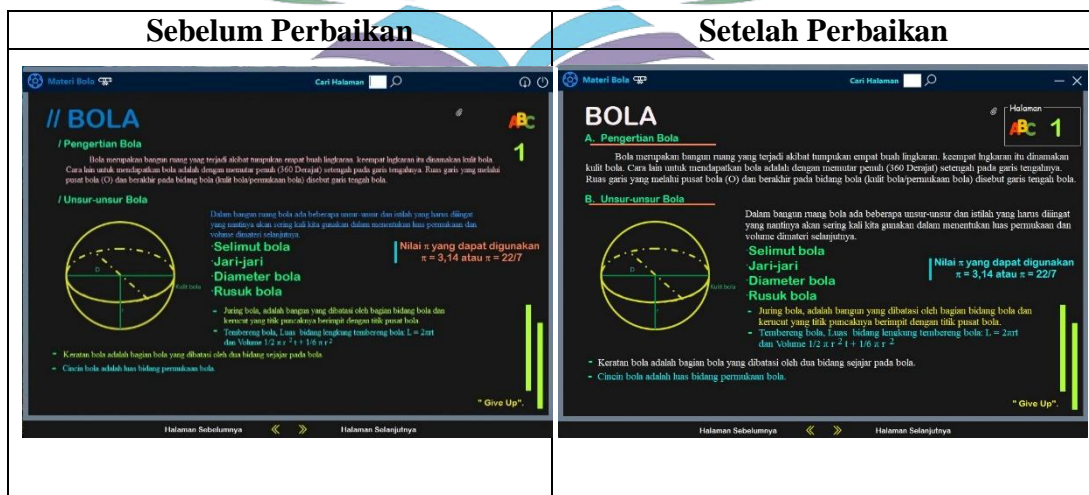 Sebelum Perbaikan
Materi Bola
Cari Halaman
// BOLA
ABC
/ Pengertian Bola
1
Bola merupakan bangun ruang yang terjadi akibat tumpukan empat buah lingkaran. keempat lngkaran itu dinamakan kulit bola
Cara lain untuk mendapatkan bola adalah dengan memutar penuh (360 Derajat) setengah pada garis tengahnya. Ruas garis yang melalui
pusat bola (O) dan berakhir pada bidang bola (kulit bola/permukaan bola) disebut garis tengah bola.
/ Unsur-unsur Bola
Dalam bangun ruang bola ada beberapa unsur-unsur dan istilah yang harus diiingat
yang nantinya akan sering kali kita gunakan dalam menentukan luas permukaan dan
volume dimateri selanjutnya.
·Selimut bola
·Jari-jari
·Diameter bola
·Rusuk bola
Nilai π yang dapat digunakan
π = 3,14 atau π = 22/7
D
r
Kulit bola
- Juring bola, adalah bangun yang dibatasi oleh bagian bidang bola dan
kerucut yang titik puncaknya berimpit dengan titik pusat bola.
- Tembereng bola, Luas bidang lengkung tembereng bola: L = 2πrt
dan Volume 1/2 π r 2 t + 1/6 π r 2
- Keratan bola adalah bagian bola yang dibatasi oleh dua bidang sejajar pada bola
- Cincin bola adalah luas bidang permukaan bola.
" Give Up".
Halaman Sebelumnya « » Halaman Selanjutnya
Setelah Perbaikan
Materi Bola
Cari Halaman
BOLA
Halaman
ABC 1
A. Pengertian Bola
Bola merupakan bangun ruang yang terjadi akibat tumpukan empat buah lingkaran. keempat lngkaran itu dinamakan
kulit bola. Cara lain untuk mendapatkan bola adalah dengan memutar penuh (360 Derajat) setengah pada garis tengahnya.
Ruas garis yang melalui pusat bola (O) dan berakhir pada bidang bola (kulit bola/permukaan bola) disebut garis tengah bola.
B. Unsur-unsur Bola
Dalam bangun ruang bola ada beberapa unsur-unsur dan istilah yang harus diiingat
yang nantinya akan sering kali kita gunakan dalam menentukan luas permukaan dan
volume dimateri selanjutnya.
·Selimut bola
·Jari-jari
·Diameter bola
·Rusuk bola
Nilai π yang dapat digunakan
π = 3,14 atau π = 22/7
D
r
Kulit bola
- Juring bola, adalah bangun yang dibatasi oleh bagian bidang bola dan
kerucut yang titik puncaknya berimpit dengan titik pusat bola.
- Tembereng bola, Luas bidang lengkung tembereng bola: L = 2πrt
dan Volume 1/2 π r 2 t + 1/6 π r 2
- Keratan bola adalah bagian bola yang dibatasi oleh dua bidang sejajar pada bola.
- Cincin bola adalah luas bidang permukaan bola.
" Give Up".
Halaman Sebelumnya « » Halaman Selanjutnya